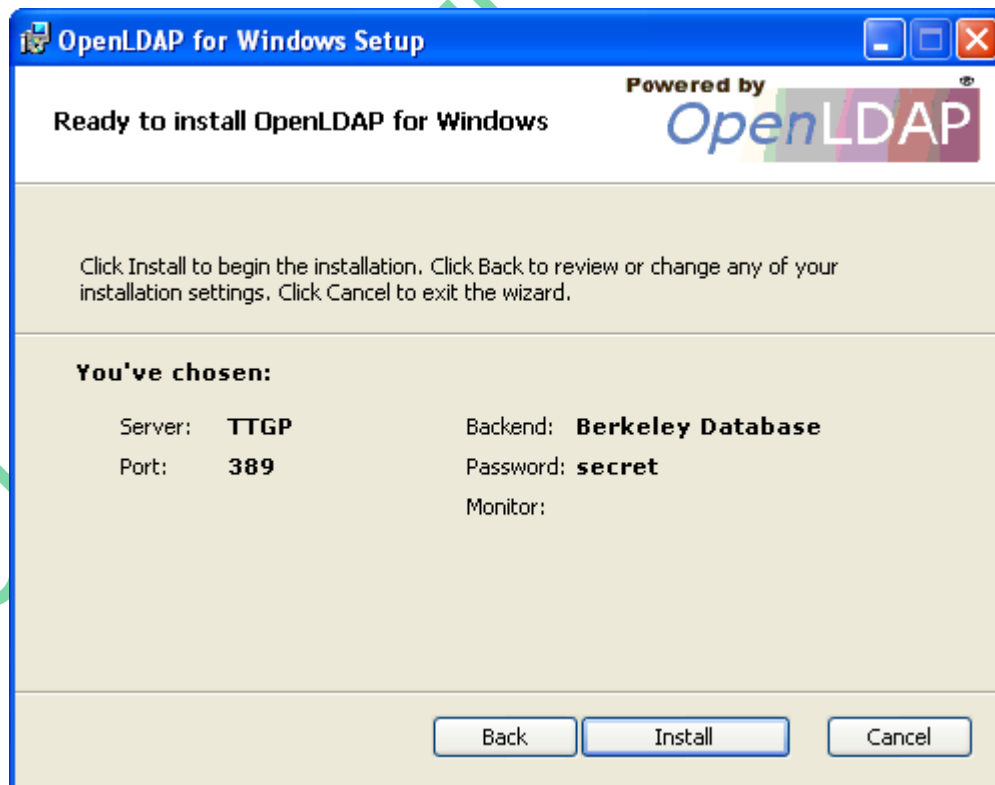 OpenLDAP for Windows Setup
Powered by
OpenLDAP
Ready to install OpenLDAP for Windows
Click Install to begin the installation. Click Back to review or change any of your
installation settings. Click Cancel to exit the wizard.
You've chosen:
Server: TTGP Backend: Berkeley Database
Port: 389 Password: secret
Monitor:
Back Install Cancel